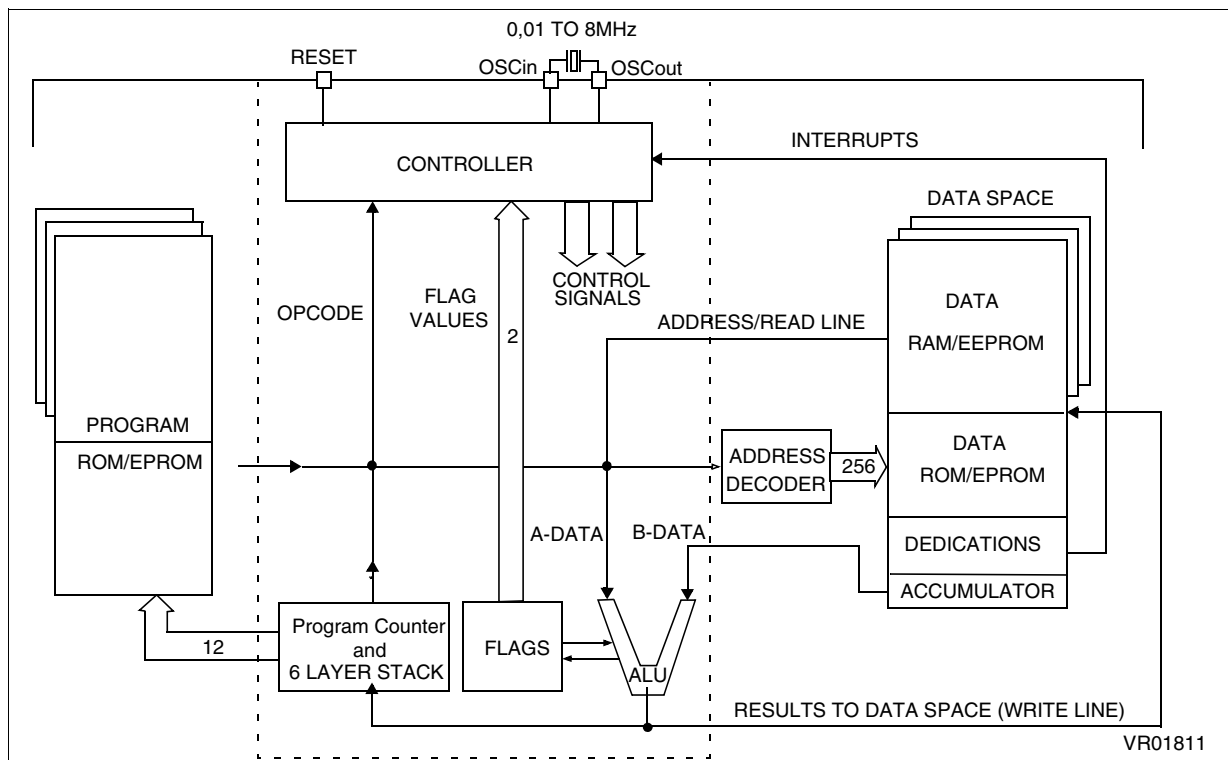 0,01 TO 8MHz
RESET
OSCin
OSCout
INTERRUPTS
CONTROLLER
DATA SPACE
CONTROL
SIGNALS
OPCODE
FLAG
VALUES
2
ADDRESS/READ LINE
DATA
RAM/EEPROM
PROGRAM
ROM/EPROM
ADDRESS
DECODER
256
DATA
ROM/EPROM
A-DATA
B-DATA
DEDICATIONS
ACCUMULATOR
12
Program Counter
and
6 LAYER STACK
FLAGS
ALU
RESULTS TO DATA SPACE (WRITE LINE)
VR01811